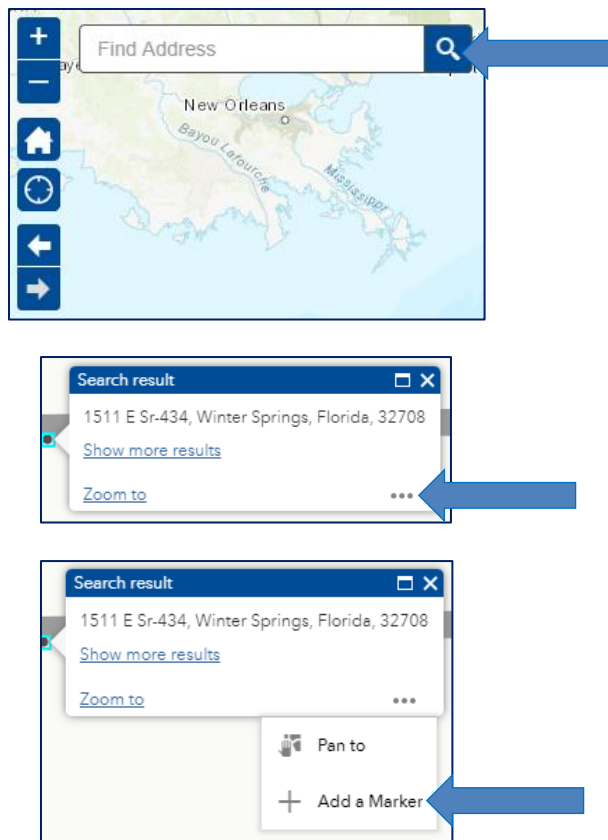 +
Find Address
−
New Orleans
Bayou Lafourche
Mississippi
Search result
1511 E Sr-434, Winter Springs, Florida, 32708
Show more results
Zoom to
Search result
1511 E Sr-434, Winter Springs, Florida, 32708
Show more results
Zoom to
Pan to
Add a Marker